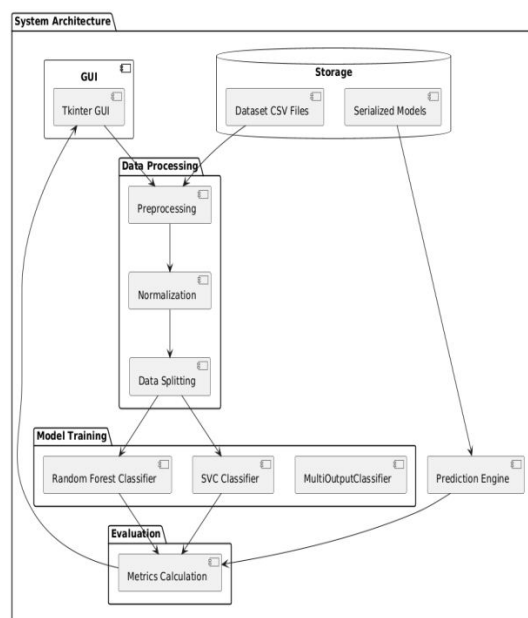 System Architecture
GUI
Tkinter GUI
Storage
Dataset CSV Files
Serialized Models
Data Processing
Preprocessing
Normalization
Data Splitting
Model Training
Random Forest Classifier
SVC Classifier
MultiOutputClassifier
Prediction Engine
Evaluation
Metrics Calculation